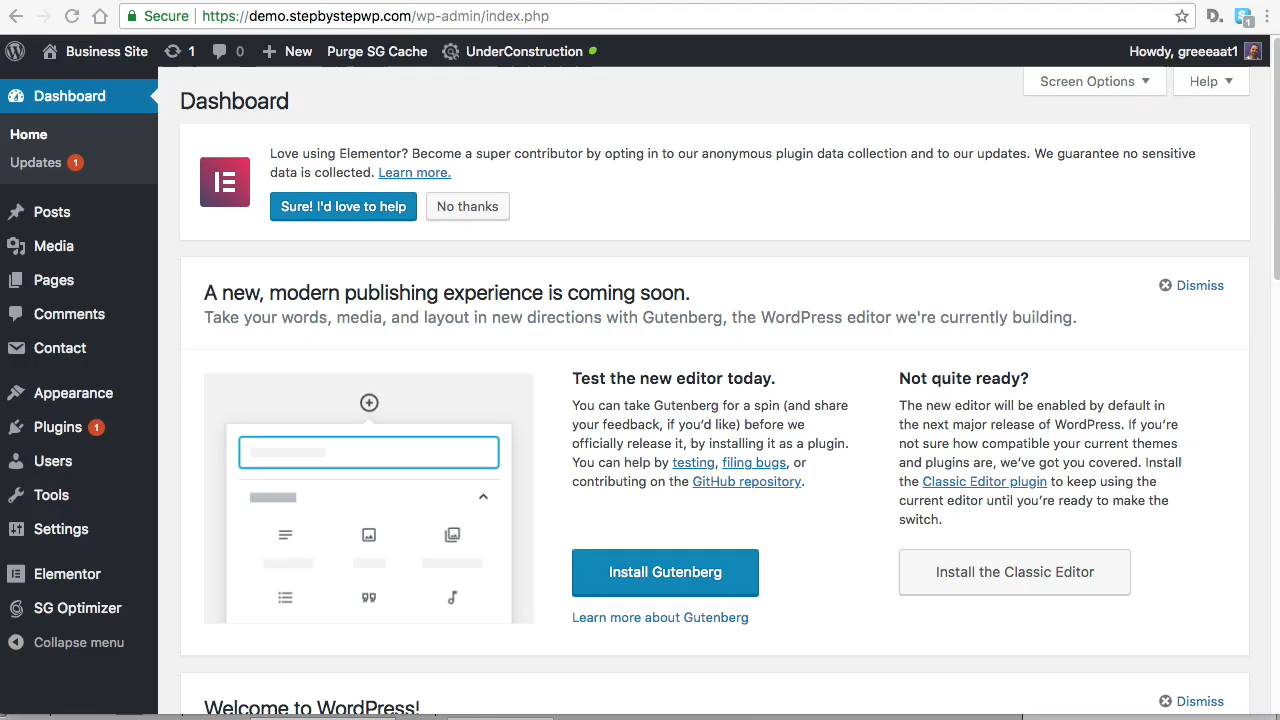 Secure
https://demo.stepbystepwp.com/wp-admin/index.php
Business Site
1
0
New
Purge SG Cache
UnderConstruction
Howdy, greeeaat1
Dashboard
Home
Updates 1
Posts
Media
Pages
Comments
Contact
Appearance
Plugins 1
Users
Tools
Settings
Elementor
SG Optimizer
Collapse menu
Screen Options
Help
Dashboard
Love using Elementor? Become a super contributor by opting in to our anonymous plugin data collection and to our updates. We guarantee no sensitive
data is collected. Learn more.
Sure! I'd love to help
No thanks
Dismiss
A new, modern publishing experience is coming soon.
Take your words, media, and layout in new directions with Gutenberg, the WordPress editor we're currently building.
Test the new editor today.
You can take Gutenberg for a spin (and share
your feedback, if you'd like) before we
officially release it, by installing it as a plugin.
You can help by testing, filing bugs, or
contributing on the GitHub repository.
Install Gutenberg
Learn more about Gutenberg
Not quite ready?
The new editor will be enabled by default in
the next major release of WordPress. If you're
not sure how compatible your current themes
and plugins are, we've got you covered. Install
the Classic Editor plugin to keep using the
current editor until you're ready to make the
switch.
Install the Classic Editor
Welcome to WordPress!
Dismiss